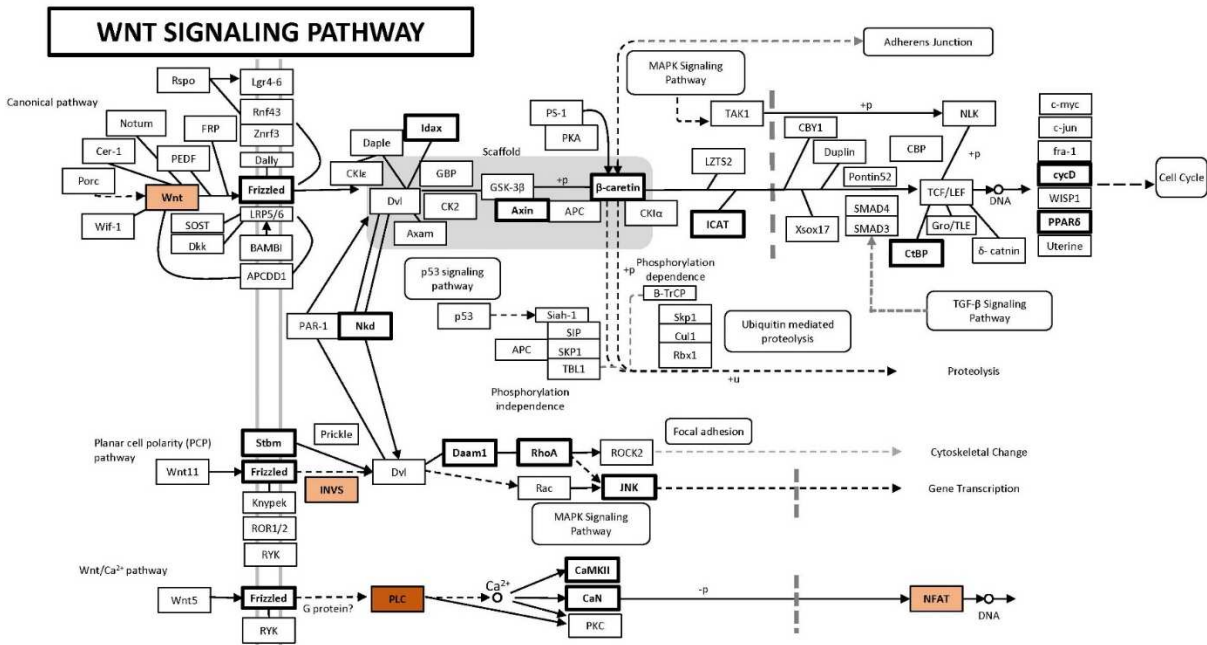 WNT SIGNALING PATHWAY
Canonical pathway
Rspo
Lgr4-6
Notum
FRP
Rnf43
Znrf3
Cer-1
PEDF
Dally
Porc
Wnt
Frizzled
Wif-1
SOST
Dkk
LRP5/6
BAMBI
APCDD1
Daple
Idax
CKIε
GBP
Scaffold
Dvl
CK2
Axam
GSK-3β
+p
Axin
APC
PS-1
PKA
β-caretin
CKIα
MAPK Signaling
Pathway
Adherens Junction
TAK1
+p
NLK
LZTS2
ICAT
CBY1
Duplin
CBP
+p
Pontin52
Xsox17
SMAD4
SMAD3
TCF/LEF
Gro/TLE
CtBP
δ- catnin
DNA
c-myc
c-jun
fra-1
cycD
WISP1
PPARδ
Uterine
Cell Cycle
TGF-β Signaling
Pathway
p53 signaling
pathway
p53
Siah-1
SIP
APC
SKP1
TBL1
Phosphorylation
independence
+p
Phosphorylation
dependence
B-TrCP
Skp1
Cul1
Rbx1
Ubiquitin mediated
proteolysis
+u
Proteolysis
PAR-1
Nkd
Planar cell polarity (PCP)
pathway
Stbm
Prickle
Wnt11
Frizzled
INVS
Knypek
ROR1/2
RYK
Dvl
Daam1
RhoA
ROCK2
Focal adhesion
Cytoskeletal Change
Rac
JNK
Gene Transcription
MAPK Signaling
Pathway
Wnt/Ca²⁺ pathway
Wnt5
Frizzled
RYK
G protein?
PLC
Ca²⁺
CaMKII
CaN
PKC
-p
NFAT
DNA